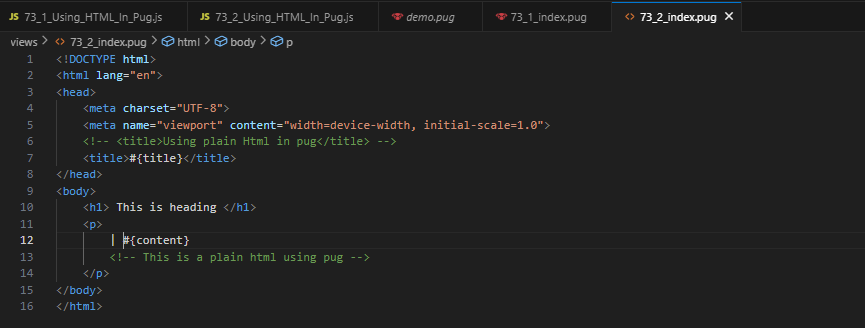 JS 73_1_Using_HTML_In_Pug.js JS 73_2_Using_HTML_In_Pug.js demo.pug 73_1_index.pug <> 73_2_index.pug ×
views > <> 73_2_index.pug > html > body > p
1 <!DOCTYPE html>
2 <html lang="en">
3 <head>
4 <meta charset="UTF-8">
5 <meta name="viewport" content="width=device-width, initial-scale=1.0">
6 <!-- <title>Using plain Html in pug</title> -->
7 <title>#{title}</title>
8 </head>
9 <body>
10 <h1> This is heading </h1>
11 <p>
12 | #{content}
13 <!-- This is a plain html using pug -->
14 </p>
15 </body>
16 </html>